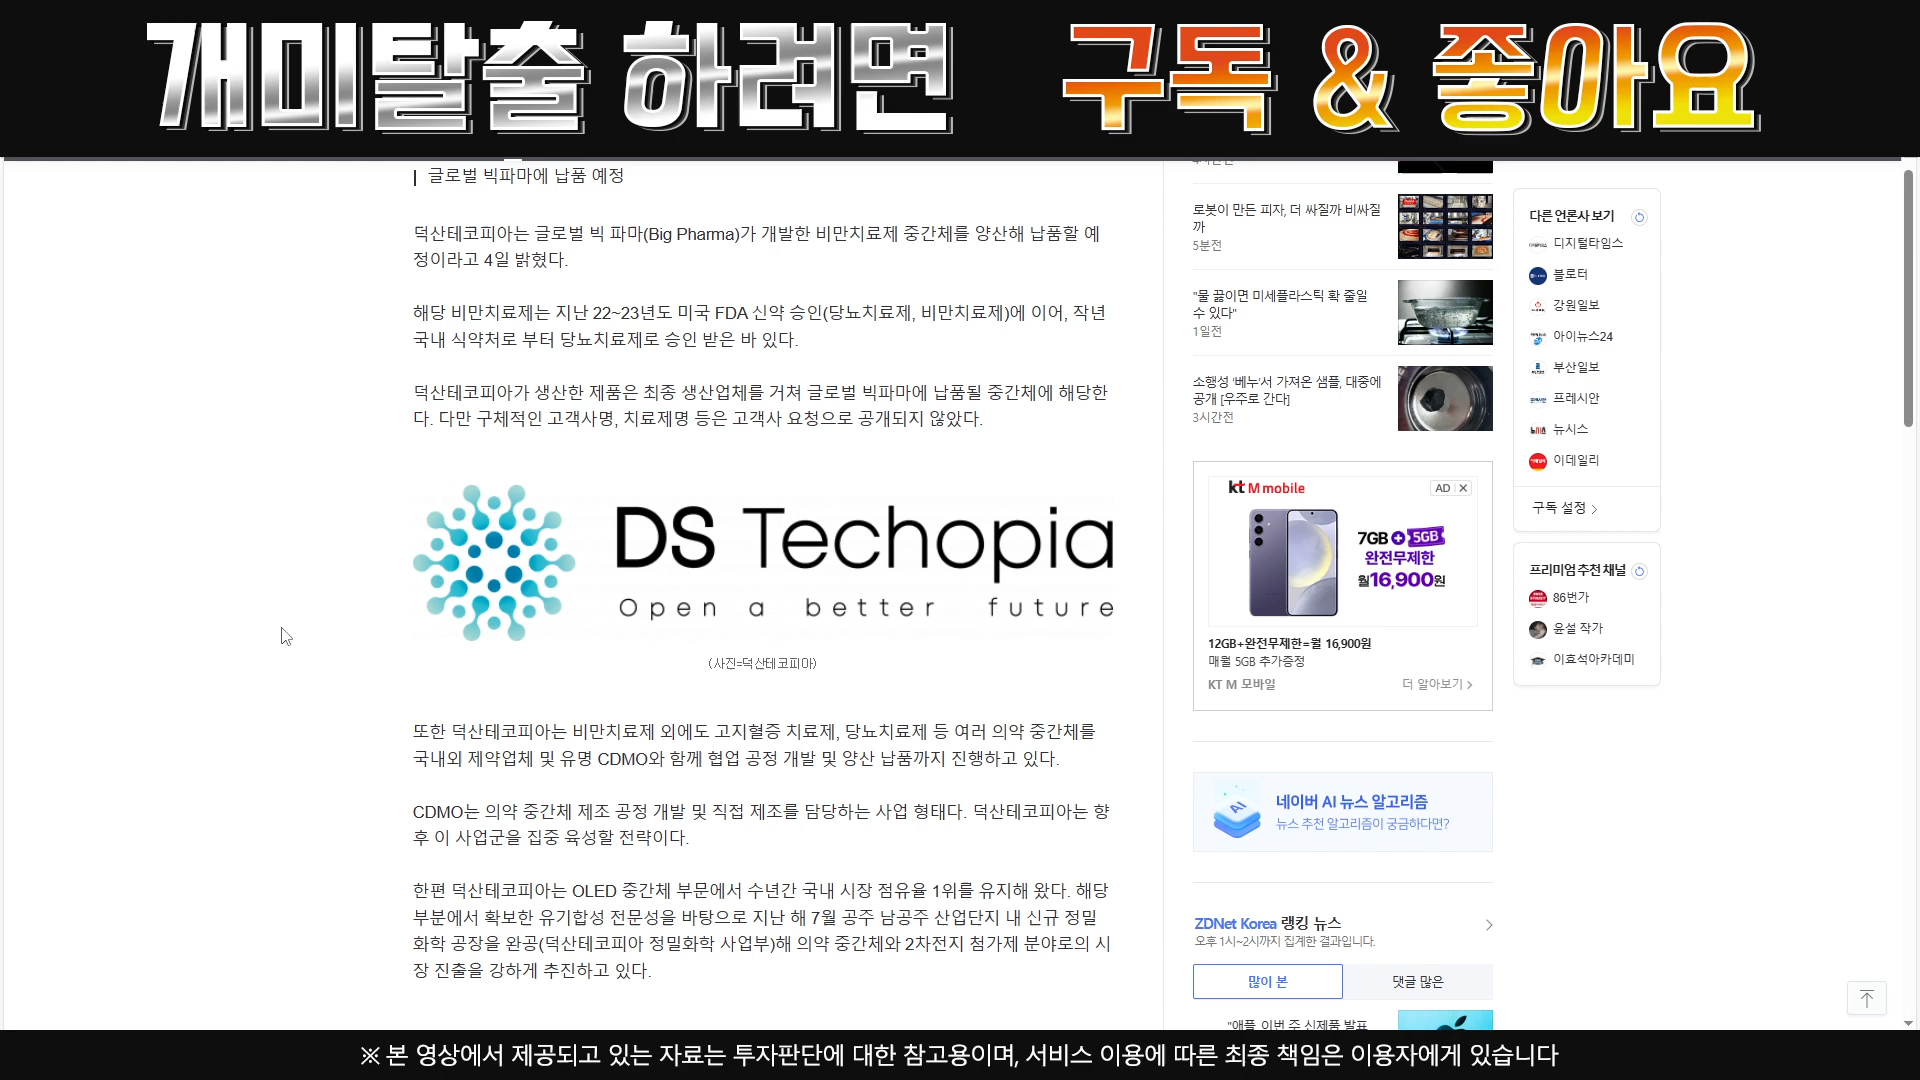 개미탈출 하려면 구독 & 좋아요
글로벌 빅파마에 납품 예정
덕산테코피아는 글로벌 빅 파마(Big Pharma)가 개발한 비만치료제 중간체를 양산해 납품할 예
정이라고 4일 밝혔다.
해당 비만치료제는 지난 22~23년도 미국 FDA 신약 승인(당뇨치료제, 비만치료제)에 이어, 작년
국내 식약처로 부터 당뇨치료제로 승인 받은 바 있다.
덕산테코피아가 생산한 제품은 최종 생산업체를 거쳐 글로벌 빅파마에 납품될 중간체에 해당한
다. 다만 구체적인 고객사명, 치료제명 등은 고객사 요청으로 공개되지 않았다.
DS Techopia
Open a better future
(사진=덕산테코피아)
또한 덕산테코피아는 비만치료제 외에도 고지혈증 치료제, 당뇨치료제 등 여러 의약 중간체를
국내외 제약업체 및 유명 CDMO와 함께 협업 공정 개발 및 양산 납품까지 진행하고 있다.
CDMO는 의약 중간체 제조 공정 개발 및 직접 제조를 담당하는 사업 형태다. 덕산테코피아는 향
후 이 사업군을 집중 육성할 전략이다.
한편 덕산테코피아는 OLED 중간체 부문에서 수년간 국내 시장 점유율 1위를 유지해 왔다. 해당
부분에서 확보한 유기합성 전문성을 바탕으로 지난 해 7월 공주 남공주 산업단지 내 신규 정밀
화학 공장을 완공(덕산테코피아 정밀화학 사업부)해 의약 중간체와 2차전지 첨가제 분야로의 시
장 진출을 강하게 추진하고 있다.
로봇이 만든 피자, 더 싸질까 비싸질
까
5분전
"물 끓이면 미세플라스틱 확 줄일
수 있다"
1일전
소행성 '베누'서 가져온 샘플, 대중에
공개 [우주로 간다]
3시간전
kt M mobile
AD
7GB + 5GB
완전무제한
월16,900원
12GB+완전무제한=월 16,900원
매월 5GB 추가증정
KT M 모바일
더 알아보기
AI
네이버 AI 뉴스 알고리즘
뉴스 추천 알고리즘이 궁금하다면?
ZDNet Korea 랭킹 뉴스
오후 1시~2시까지 집계한 결과입니다.
많이 본
댓글 많은
"애플, 이번 주 신제품 발표
다른 언론사 보기
디지털타임스
블로터
강원일보
아이뉴스24
부산일보
프레시안
뉴시스
이데일리
구독 설정
프리미엄 추천 채널
86번가
윤설 작가
이효석아카데미
※ 본 영상에서 제공되고 있는 자료는 투자판단에 대한 참고용이며, 서비스 이용에 따른 최종 책임은 이용자에게 있습니다